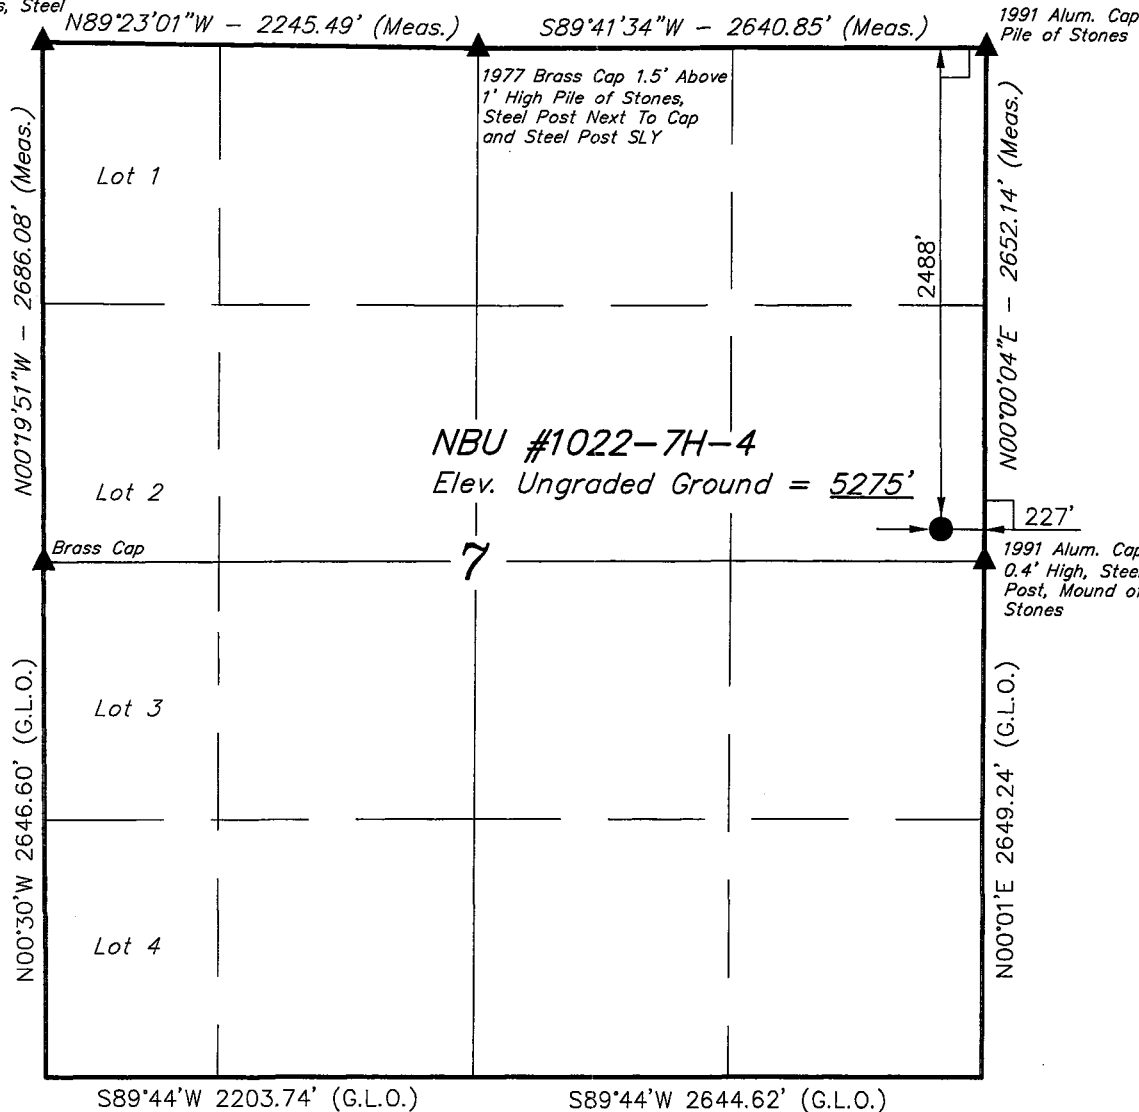 s, Steel
N89°23'01"W - 2245.49' (Meas.)
S89°41'34"W - 2640.85' (Meas.)
1991 Alum. Cap
Pile of Stones
1977 Brass Cap 1.5' Above
1' High Pile of Stones,
Steel Post Next To Cap
and Steel Post SLY
N00°19'51"W - 2686.08' (Meas.)
Lot 1
2488'
N00°00'04"E - 2652.14' (Meas.)
NBU #1022-7H-4
Elev. Ungraded Ground = 5275'
Lot 2
227'
Brass Cap
7
1991 Alum. Cap
0.4' High, Steel
Post, Mound of
Stones
N00°30'W 2646.60' (G.L.O.)
Lot 3
N00°01'E 2649.24' (G.L.O.)
Lot 4
S89°44'W 2203.74' (G.L.O.)
S89°44'W 2644.62' (G.L.O.)